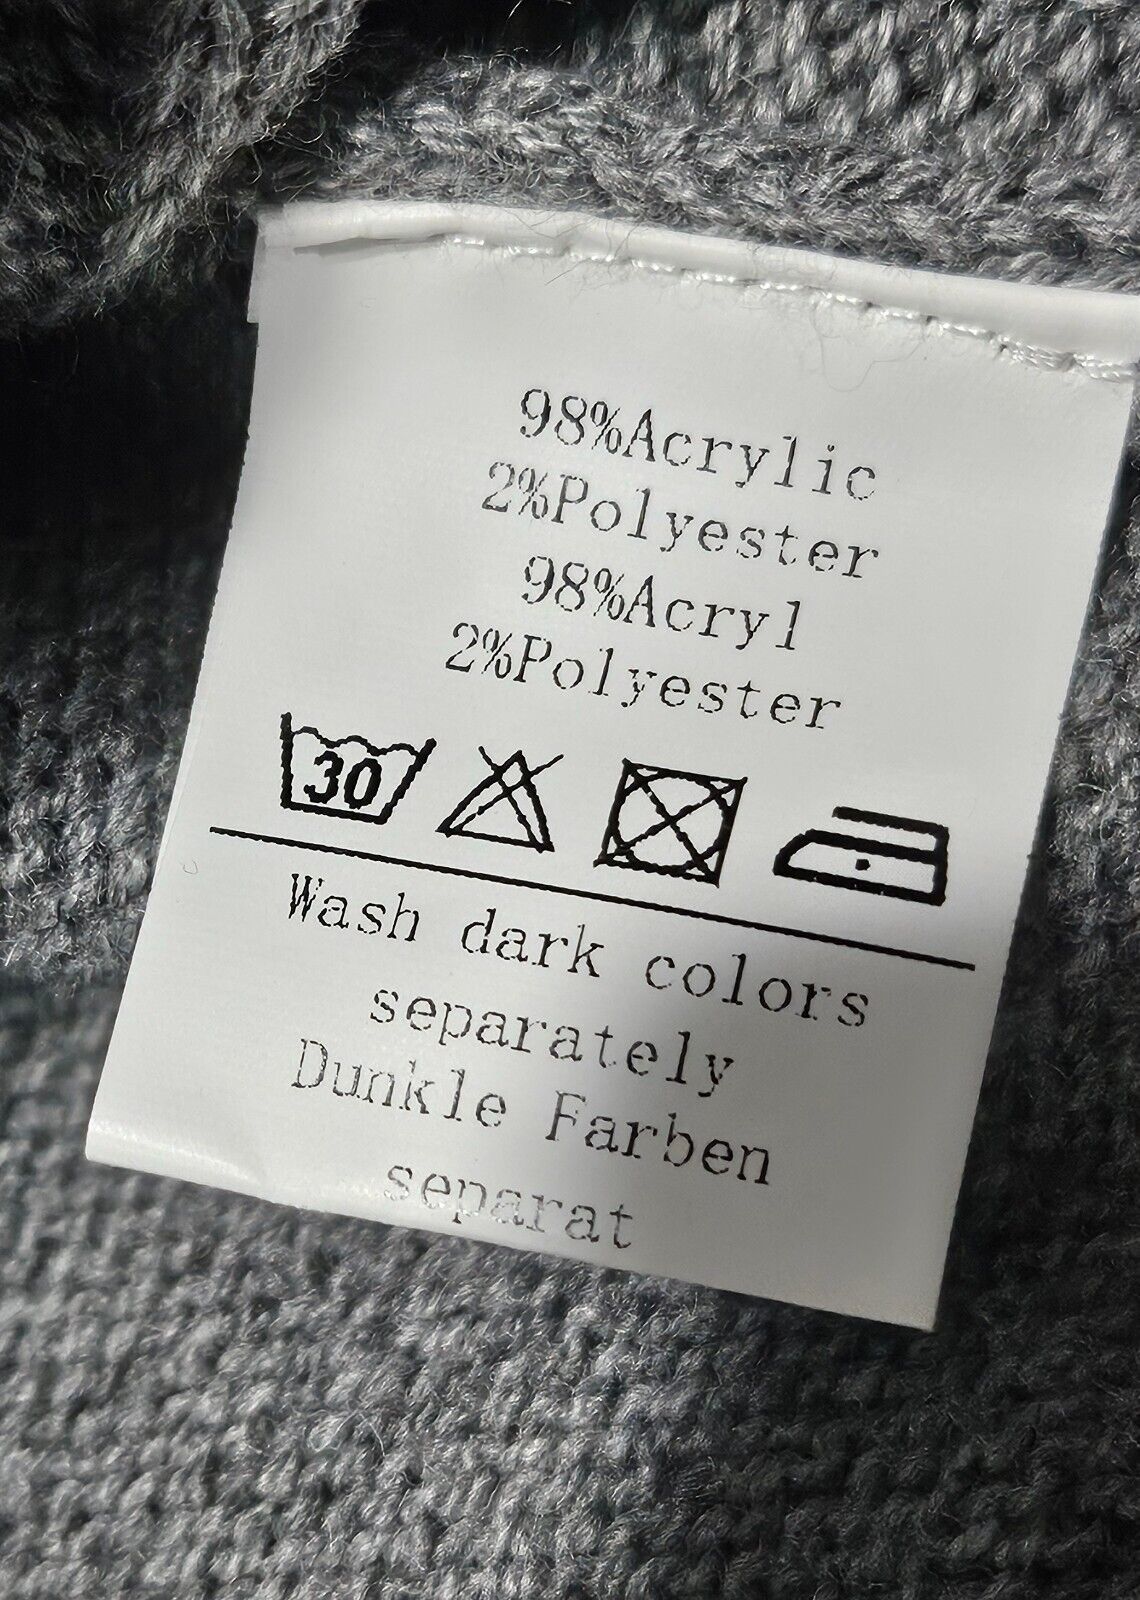 98%Acrylic
2%Polyester
98%Acryl
2%Polyester
30
Wash dark colors
separately
Dunkle Farben
separat